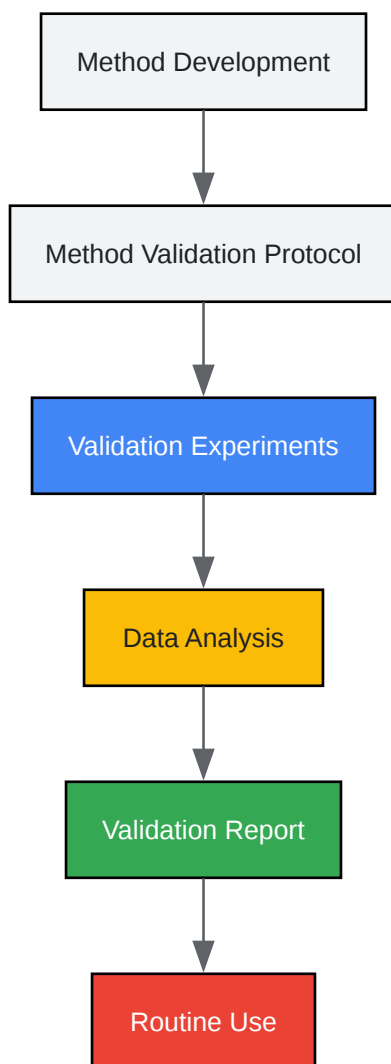 Method Development
Method Validation Protocol
Validation Experiments
Data Analysis
Validation Report
Routine Use